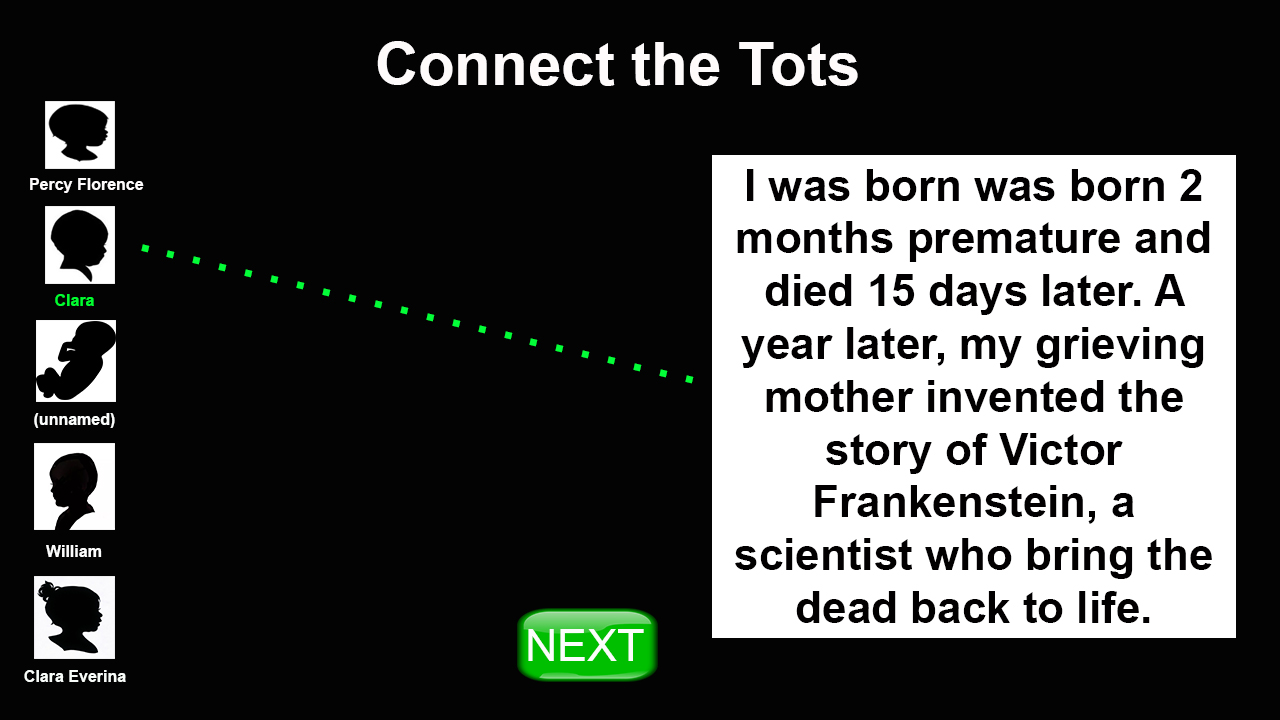 Connect the Tots
Percy Florence
Clara
(unnamed)
William
Clara Everina
I was born was born 2
months premature and
died 15 days later. A
year later, my grieving
mother invented the
story of Victor
Frankenstein, a
scientist who bring the
dead back to life.
NEXT